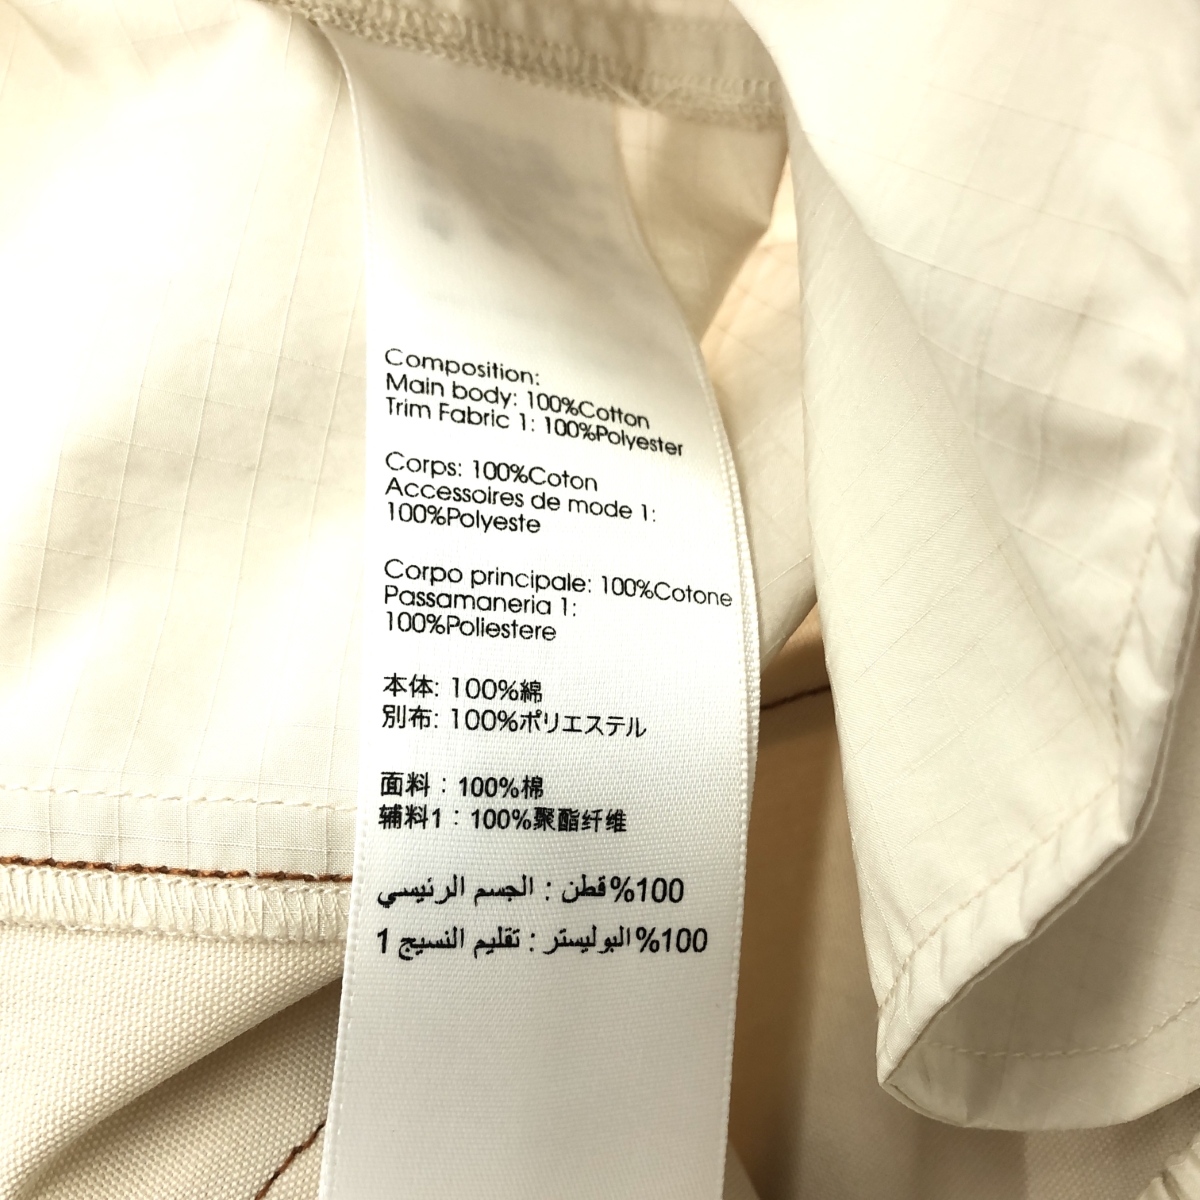 Composition:
Main body: 100%Cotton
Trim Fabric 1: 100%Polyester
Corps: 100%Coton
Accessoires de mode 1:
100%Polyeste
Corpo principale: 100%Cotone
Passamaneria 1:
100%Poliestere
本体: 100%綿
別布: 100%ポリエステル
面料：100%棉
辅料1：100%聚酯纤维
100%قطن : الجسم الرئيسي
100%البوليستر : تقليم النسيج 1